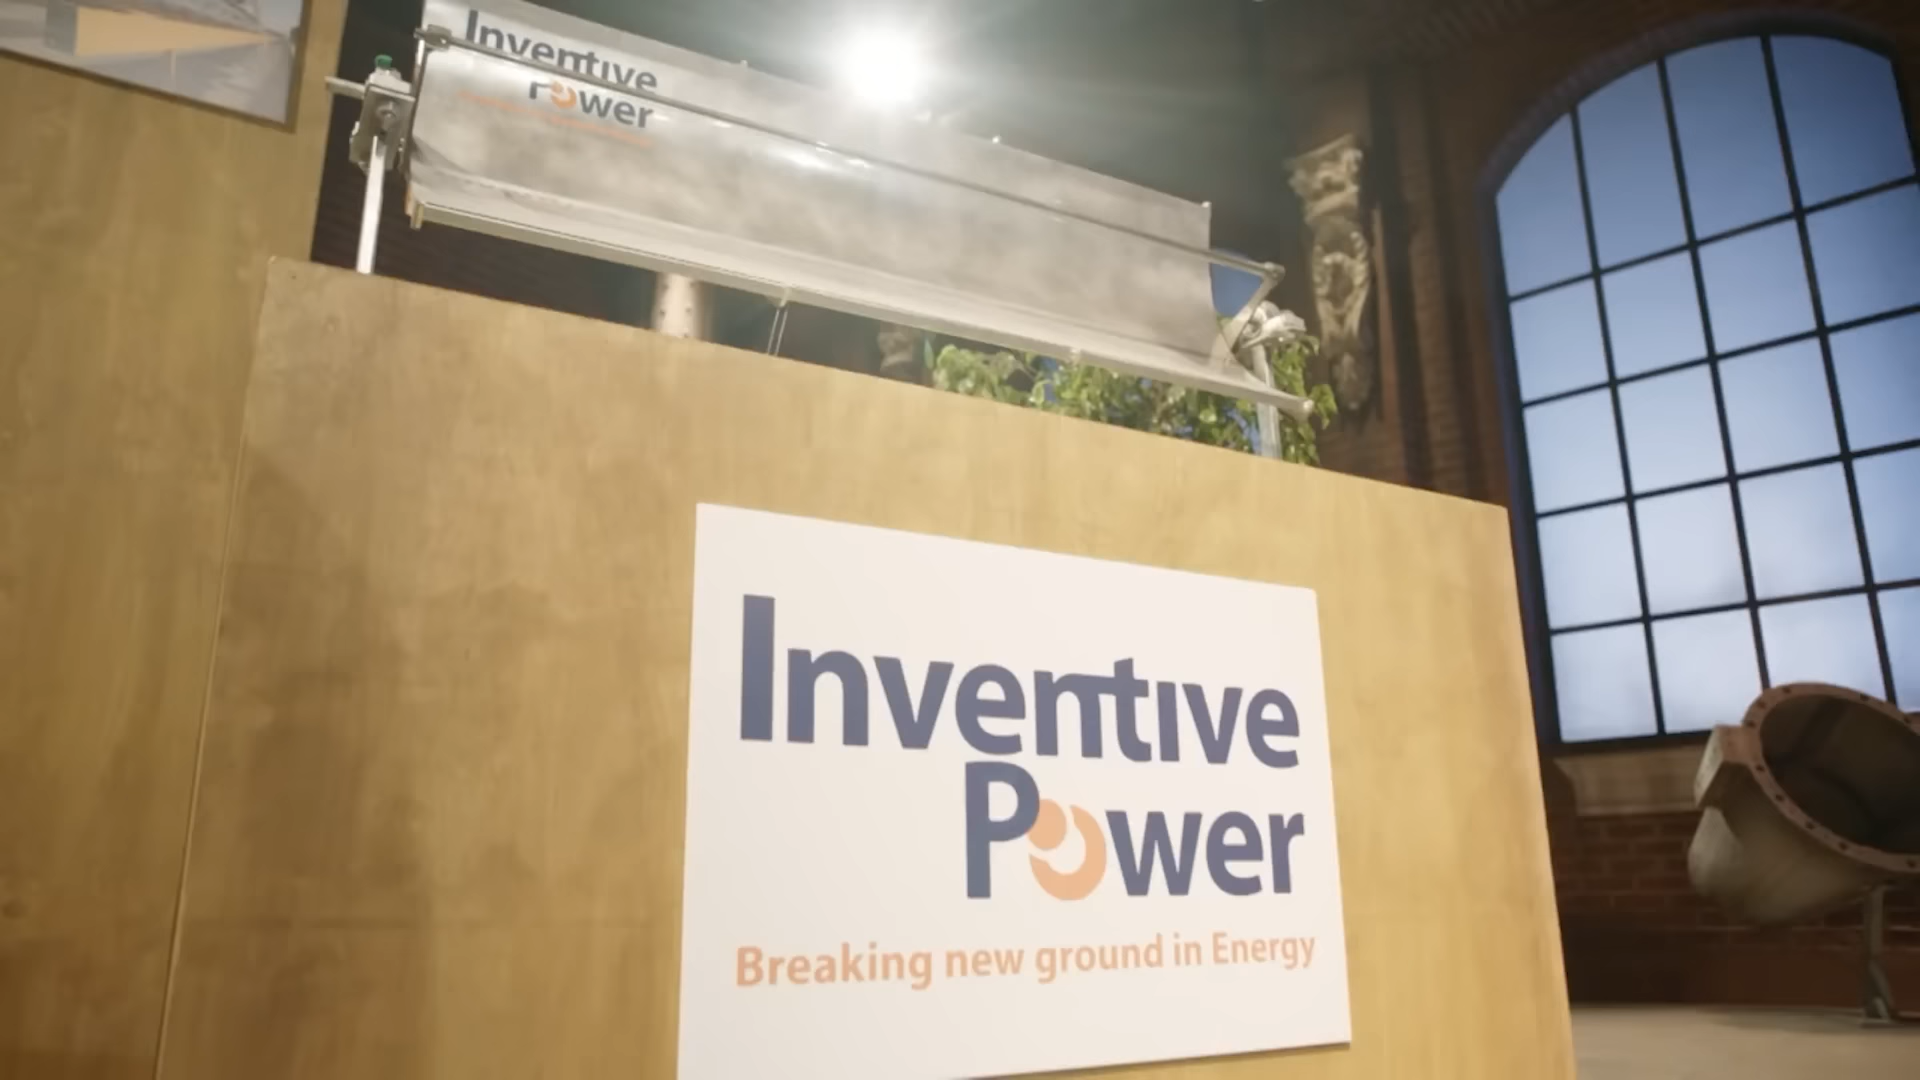 Inventive
Power
Inventive
Power
Breaking new ground in Energy